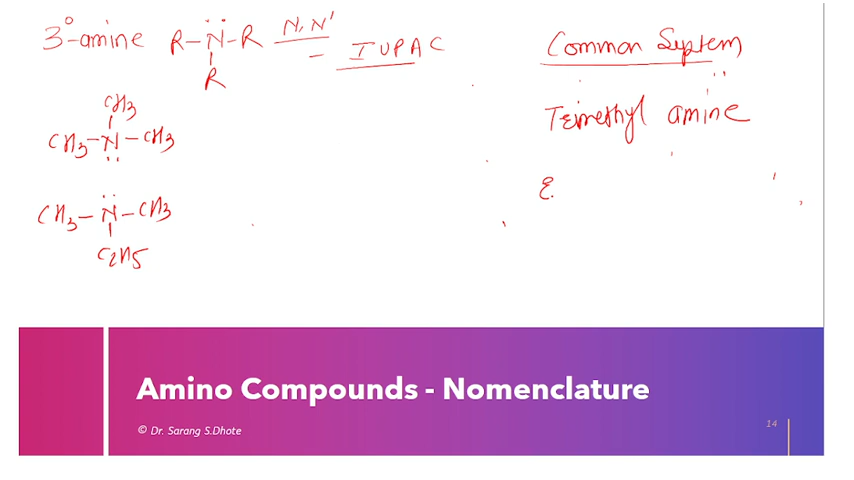 3°-amine R-N̈-R N,N' - IUPAC
R
Common System
CH3
CH3-N-CH3
Trimethyl amine
CH3-N̈-CH3
C2H5
E
Amino Compounds - Nomenclature
© Dr. Sarang S.Dhote
14